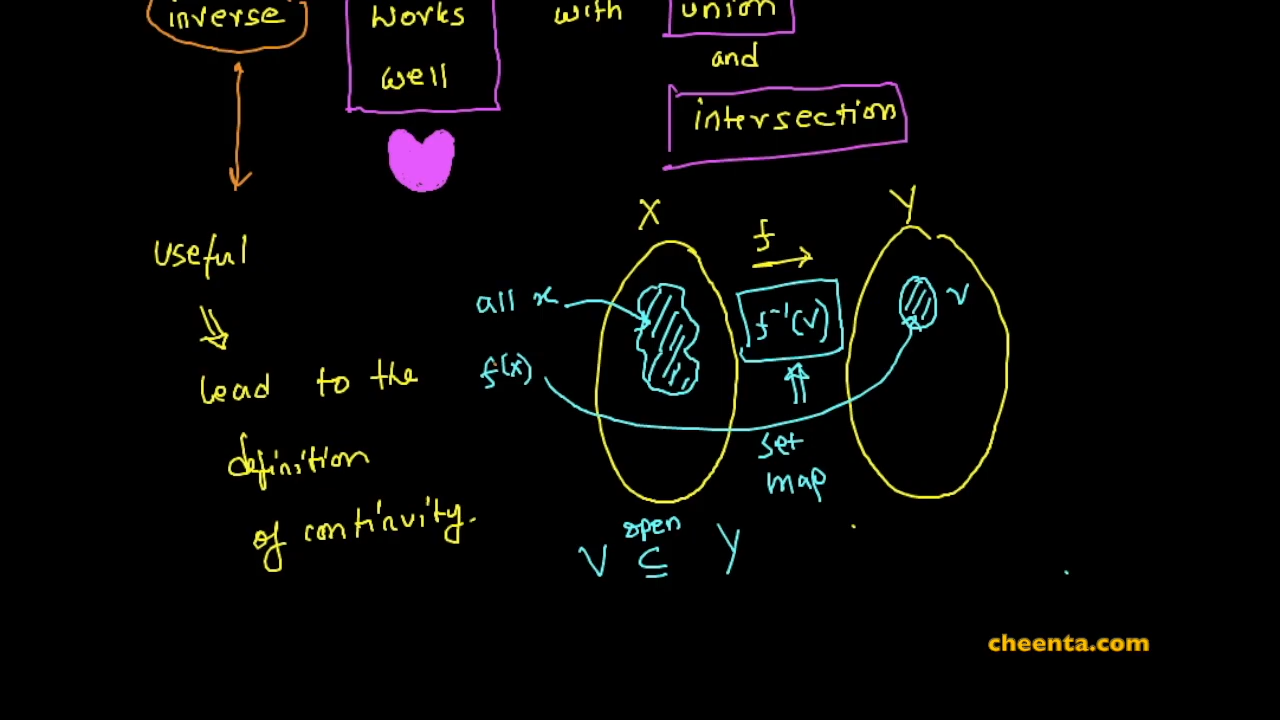 inverse works with union
well and
intersection
X Y
f
useful
all x f⁻¹(V) V
lead to the f(x)
definition set
map
of continuity.
open
V ⊆ Y
cheenta.com